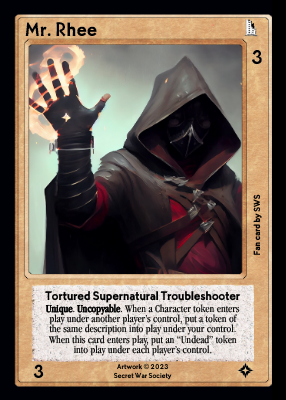 Mr. Rhee
3
Fan card by SWS
Tortured Supernatural Troubleshooter
Unique. Uncopyable. When a Character token enters
play under another player's control, put a token of
the same description into play under your control.
When this card enters play, put an “Undead” token
into play under each player's control.
3
Artwork © 2023
Secret War Society